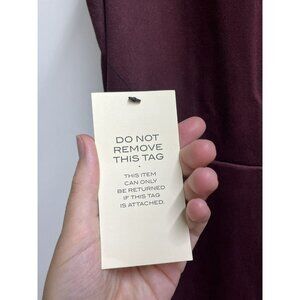 DO NOT
REMOVE
THIS TAG
•
THIS ITEM
CAN ONLY
BE RETURNED
IF THIS TAG
IS ATTACHED.